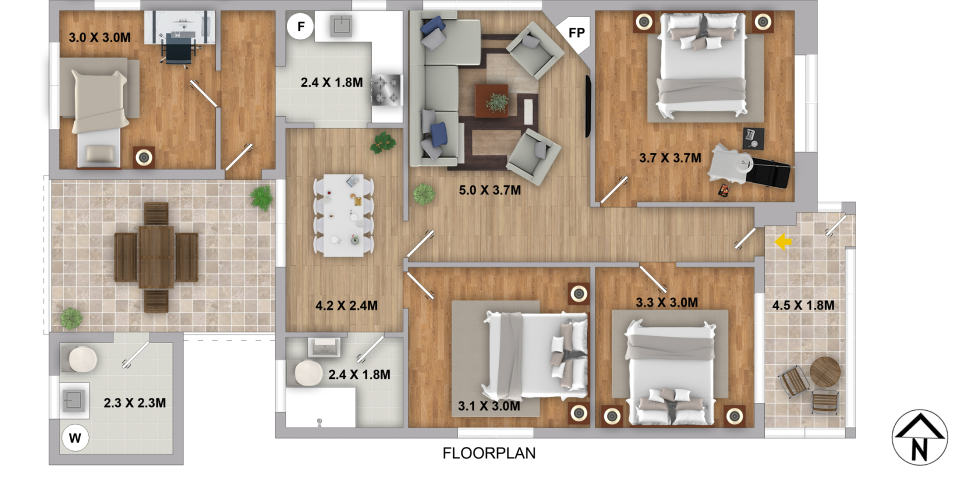 3.0 X 3.0M
F
2.4 X 1.8M
FP
3.7 X 3.7M
5.0 X 3.7M
4.2 X 2.4M
3.3 X 3.0M
4.5 X 1.8M
2.4 X 1.8M
2.3 X 2.3M
3.1 X 3.0M
W
FLOORPLAN
N